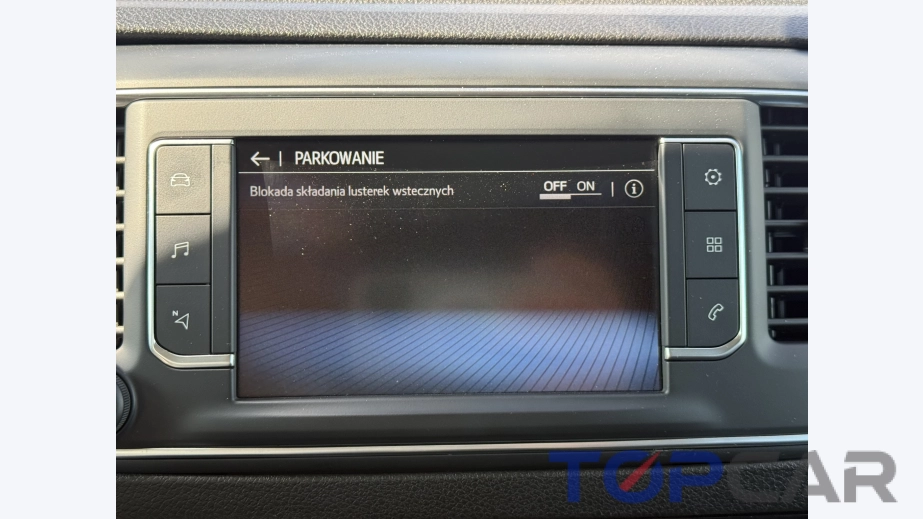 ← | PARKOWANIE
Blokada składania lusterek wstecznych OFF ON | i
N
TOPCAR